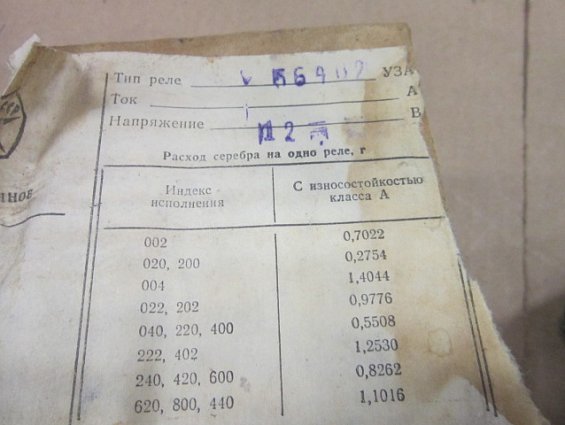 Тип реле УЗА
Ток А
Напряжение 12 В
Расход серебра на одно реле, г
Индекс исполнения
С износостойкостью класса А
002 0,7022
020, 200 0,2754
004 1,4044
022, 202 0,9776
040, 220, 400 0,5508
222, 402 1,2530
240, 420, 600 0,8262
620, 800, 440 1,1016